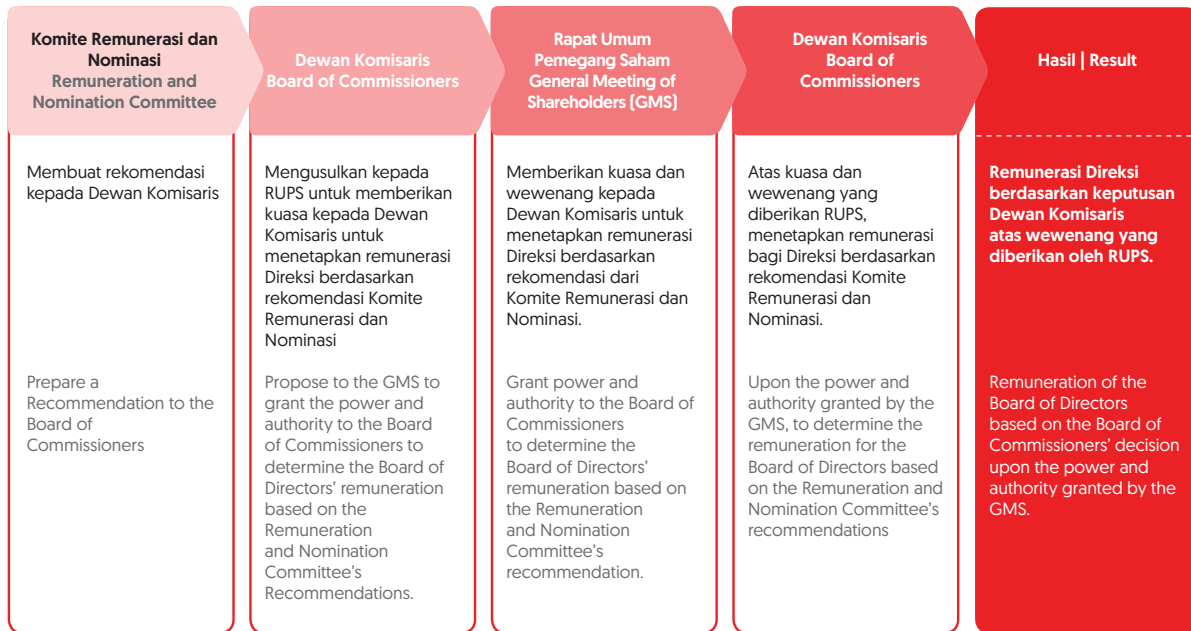 Komite Remunerasi dan
Nominasi
Remuneration and
Nomination Committee
Membuat rekomendasi
kepada Dewan Komisaris
Prepare a
Recommendation to the
Board of
Commissioners
Dewan Komisaris
Board of Commissioners
Mengusulkan kepada
RUPS untuk memberikan
kuasa kepada Dewan
Komisaris untuk
menetapkan remunerasi
Direksi berdasarkan
rekomendasi Komite
Remunerasi dan
Nominasi
Propose to the GMS to
grant the power and
authority to the Board
of Commissioners to
determine the Board of
Directors’ remuneration
based on the
Remuneration
and Nomination
Committee’s
Recommendations.
Rapat Umum
Pemegang Saham
General Meeting of
Shareholders (GMS)
Memberikan kuasa dan
wewenang kepada
Dewan Komisaris untuk
menetapkan remunerasi
Direksi berdasarkan
rekomendasi dari
Komite Remunerasi dan
Nominasi.
Grant power and
authority to the Board of
Commissioners
to determine the
Board of Directors’
remuneration based on
the Remuneration
and Nomination
Committee’s
recommendation.
Dewan Komisaris
Board of
Commissioners
Atas kuasa dan
wewenang yang
diberikan RUPS,
menetapkan remunerasi
bagi Direksi berdasarkan
rekomendasi Komite
Remunerasi dan
Nominasi.
Upon the power and
authority granted by the
GMS, to determine the
remuneration for the
Board of Directors based
on the Remuneration and
Nomination Committee’s
recommendations
Hasil | Result
Remunerasi Direksi
berdasarkan keputusan
Dewan Komisaris
atas wewenang yang
diberikan oleh RUPS.
Remuneration of the
Board of Directors
based on the Board of
Commissioners’ decision
upon the power and
authority granted by the
GMS.